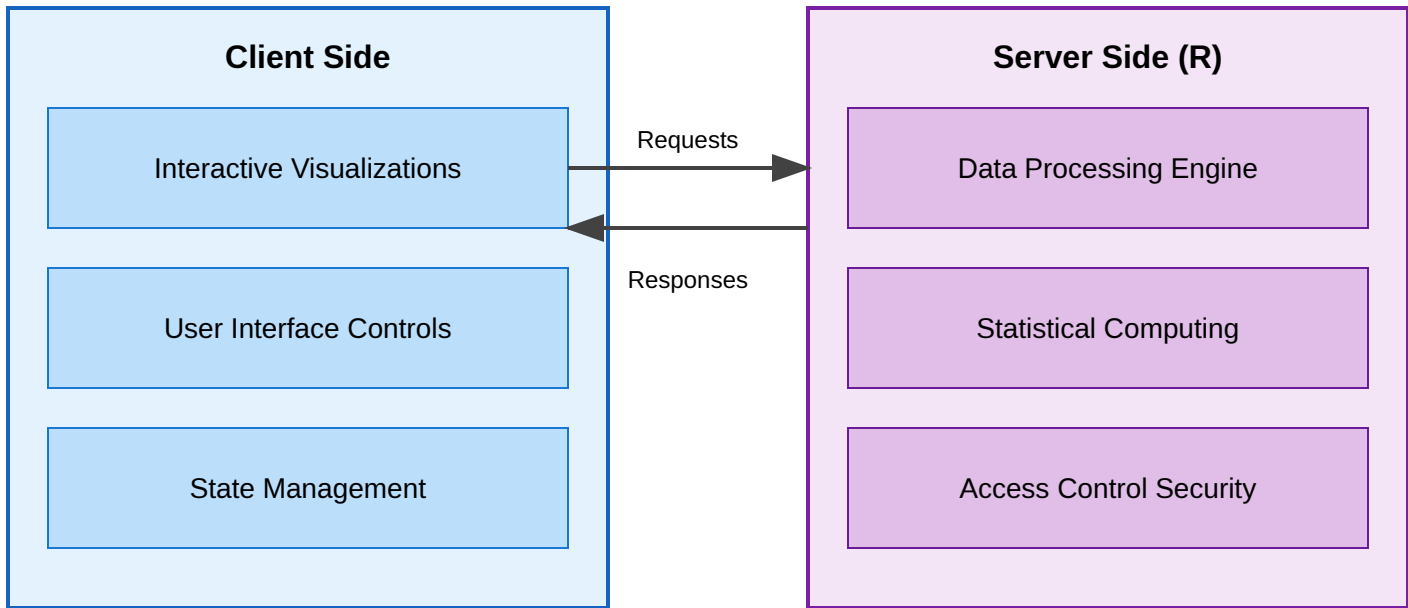 Client Side
Interactive Visualizations
User Interface Controls
State Management
Requests
Responses
Server Side (R)
Data Processing Engine
Statistical Computing
Access Control Security